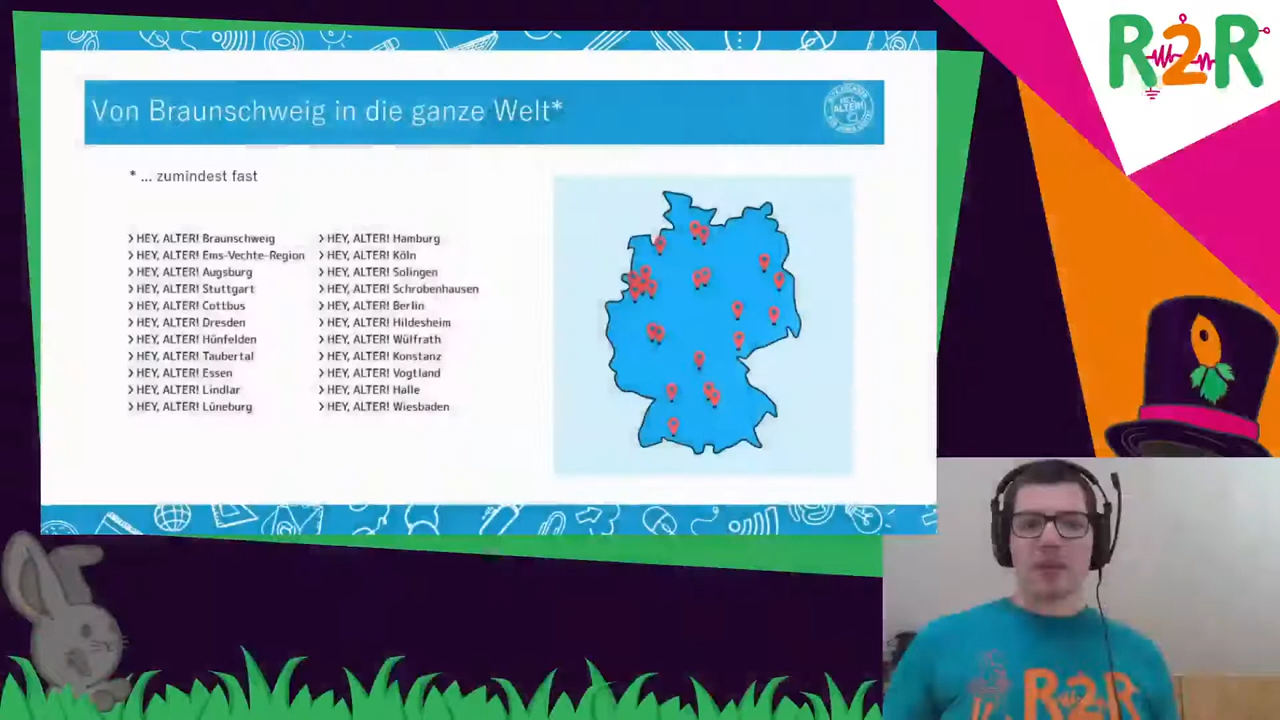 R2R
Von Braunschweig in die ganze Welt*
ALTER!
* ... zumindest fast
> HEY, ALTER! Braunschweig
> HEY, ALTER! Ems-Vechte-Region
> HEY, ALTER! Augsburg
> HEY, ALTER! Stuttgart
> HEY, ALTER! Cottbus
> HEY, ALTER! Dresden
> HEY, ALTER! Hünfelden
> HEY, ALTER! Taubertal
> HEY, ALTER! Essen
> HEY, ALTER! Lindlar
> HEY, ALTER! Lüneburg
> HEY, ALTER! Hamburg
> HEY, ALTER! Köln
> HEY, ALTER! Solingen
> HEY, ALTER! Schrobenhausen
> HEY, ALTER! Berlin
> HEY, ALTER! Hildesheim
> HEY, ALTER! Wülfrath
> HEY, ALTER! Konstanz
> HEY, ALTER! Vogtland
> HEY, ALTER! Halle
> HEY, ALTER! Wiesbaden
R2R